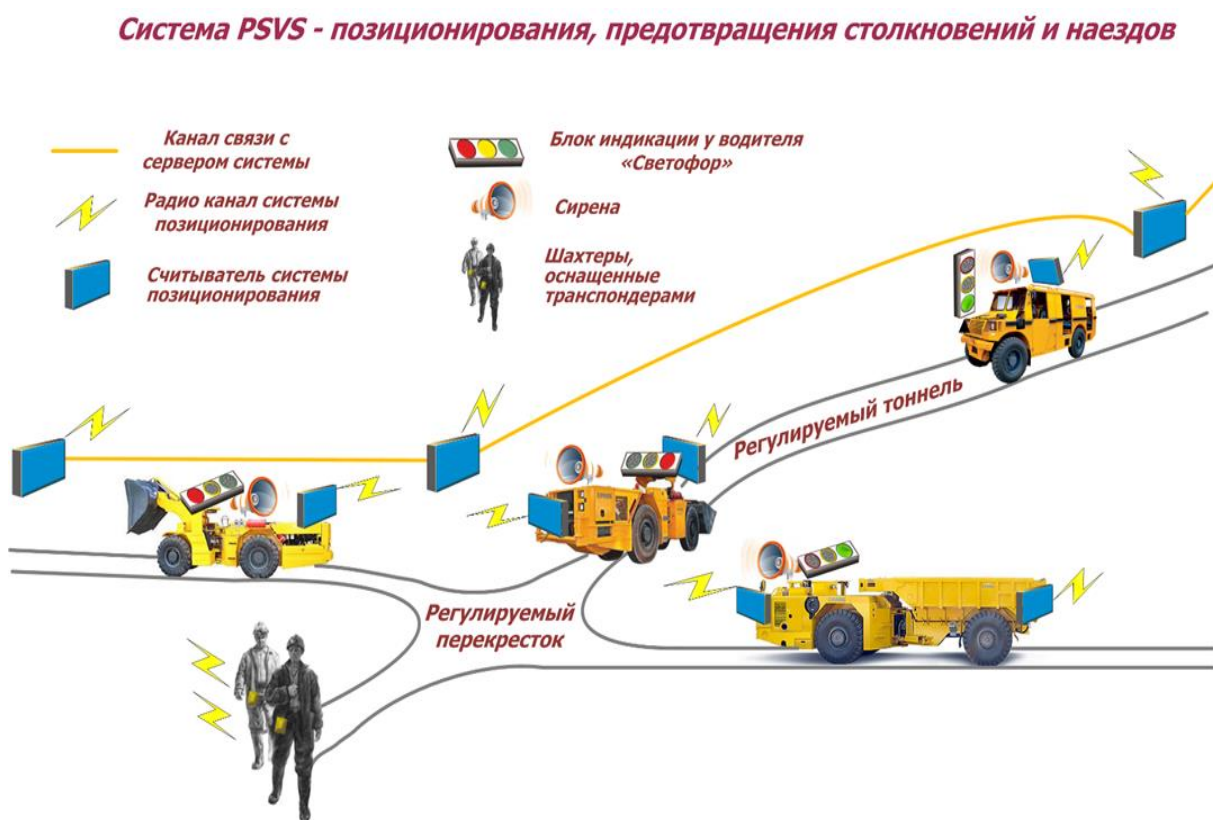 Система PSVS - позиционирования, предотвращения столкновений и наездов
Канал связи с
сервером системы
Радио канал системы
позиционирования
Считыватель системы
позиционирования
Блок индикации у водителя
«Светофор»
Сирена
Шахтеры,
оснащенные
транспондерами
Регулируемый тоннель
Регулируемый
перекресток